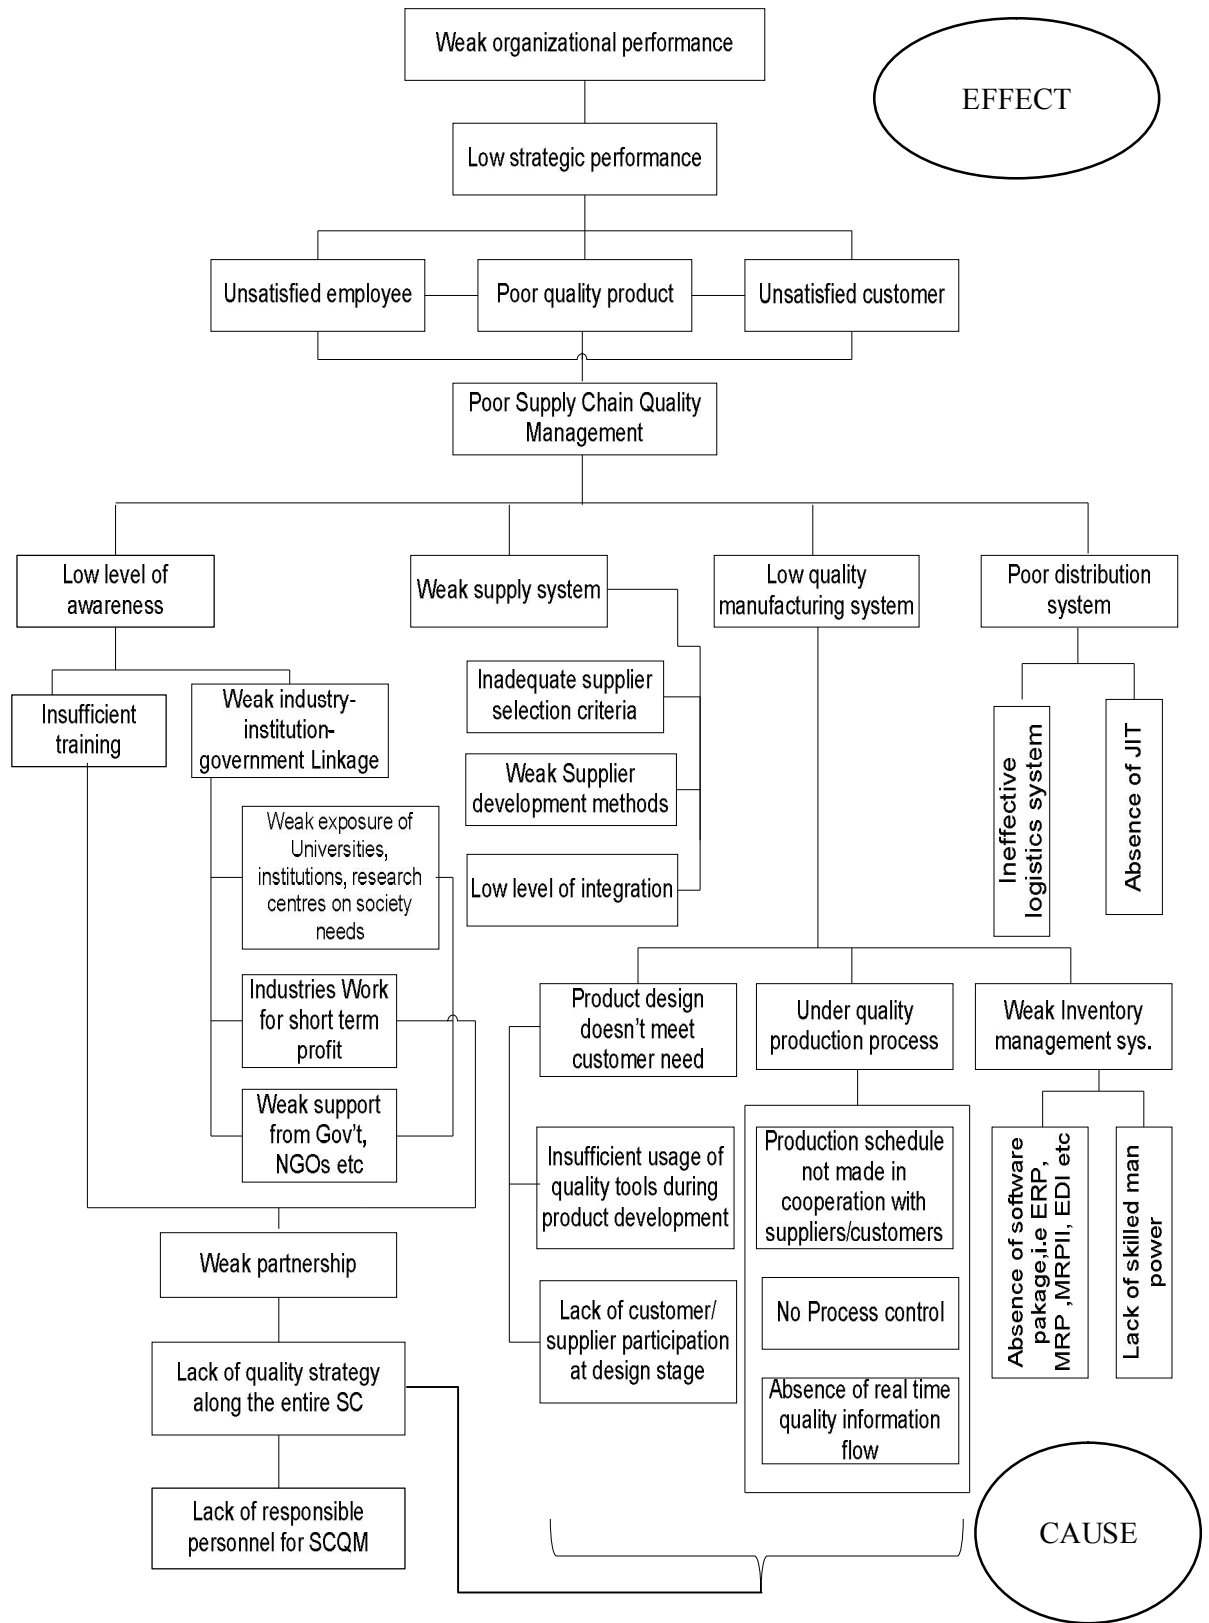 Weak organizational performance
EFFECT
Low strategic performance
Unsatisfied employee
Poor quality product
Unsatisfied customer
Poor Supply Chain Quality
Management
Low level of
awareness
Weak supply system
Low quality
manufacturing system
Poor distribution
system
Insufficient
training
Weak industry-
institution-
government Linkage
Inadequate supplier
selection criteria
Weak Supplier
development methods
Low level of integration
Ineffective
logistics system
Absence of JIT
Weak exposure of
Universities,
institutions, research
centres on society
needs
Industries Work
for short term
profit
Weak support
from Gov't,
NGOs etc
Product design
doesn't meet
customer need
Under quality
production process
Weak Inventory
management sys.
Insufficient usage of
quality tools during
product development
Lack of customer/
supplier participation
at design stage
Production schedule
not made in
cooperation with
suppliers/customers
No Process control
Absence of real time
quality information
flow
Absence of software
pakage,i.e ERP,
MRP ,MRPII, EDI etc
Lack of skilled man
power
Weak partnership
Lack of quality strategy
along the entire SC
Lack of responsible
personnel for SCQM
CAUSE